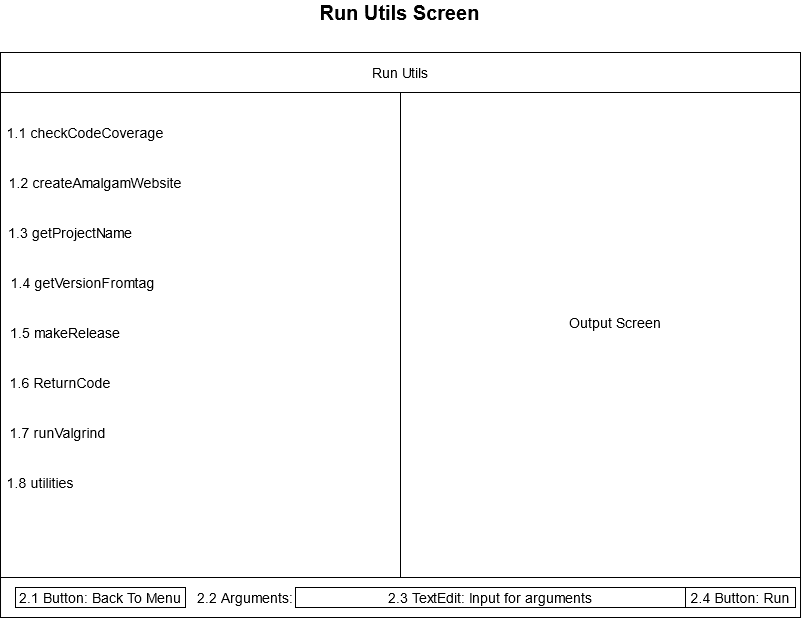 Run Utils Screen
Run Utils
1.1 checkCodeCoverage
1.2 createAmalgamWebsite
1.3 getProjectName
1.4 getVersionFromtag
1.5 makeRelease
1.6 ReturnCode
1.7 runValgrind
1.8 utilities
Output Screen
2.1 Button: Back To Menu 2.2 Arguments: 2.3 TextEdit: Input for arguments 2.4 Button: Run